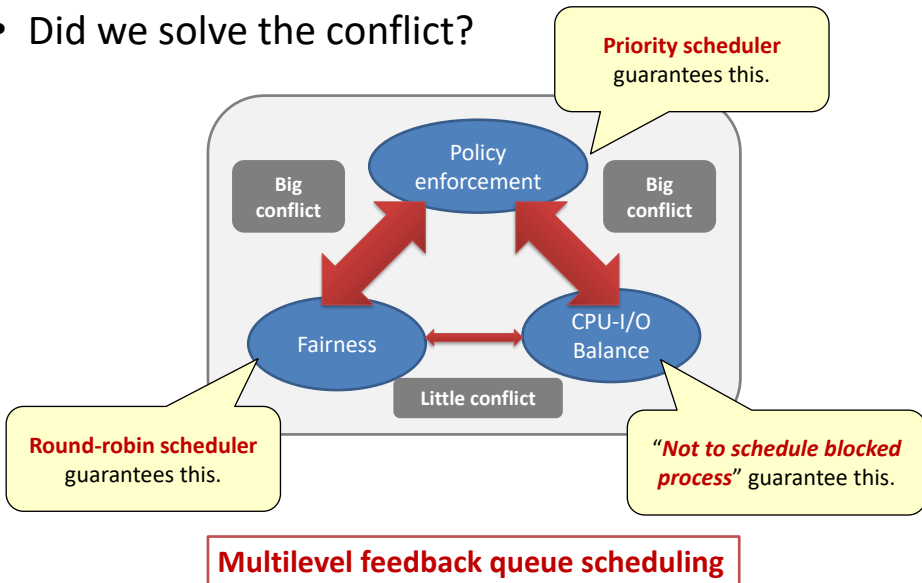 • Did we solve the conflict?
Priority scheduler
guarantees this.
Policy
enforcement
Big
conflict
Big
conflict
Fairness
CPU-I/O
Balance
Little conflict
Round-robin scheduler
guarantees this.
“Not to schedule blocked
process” guarantee this.
Multilevel feedback queue scheduling